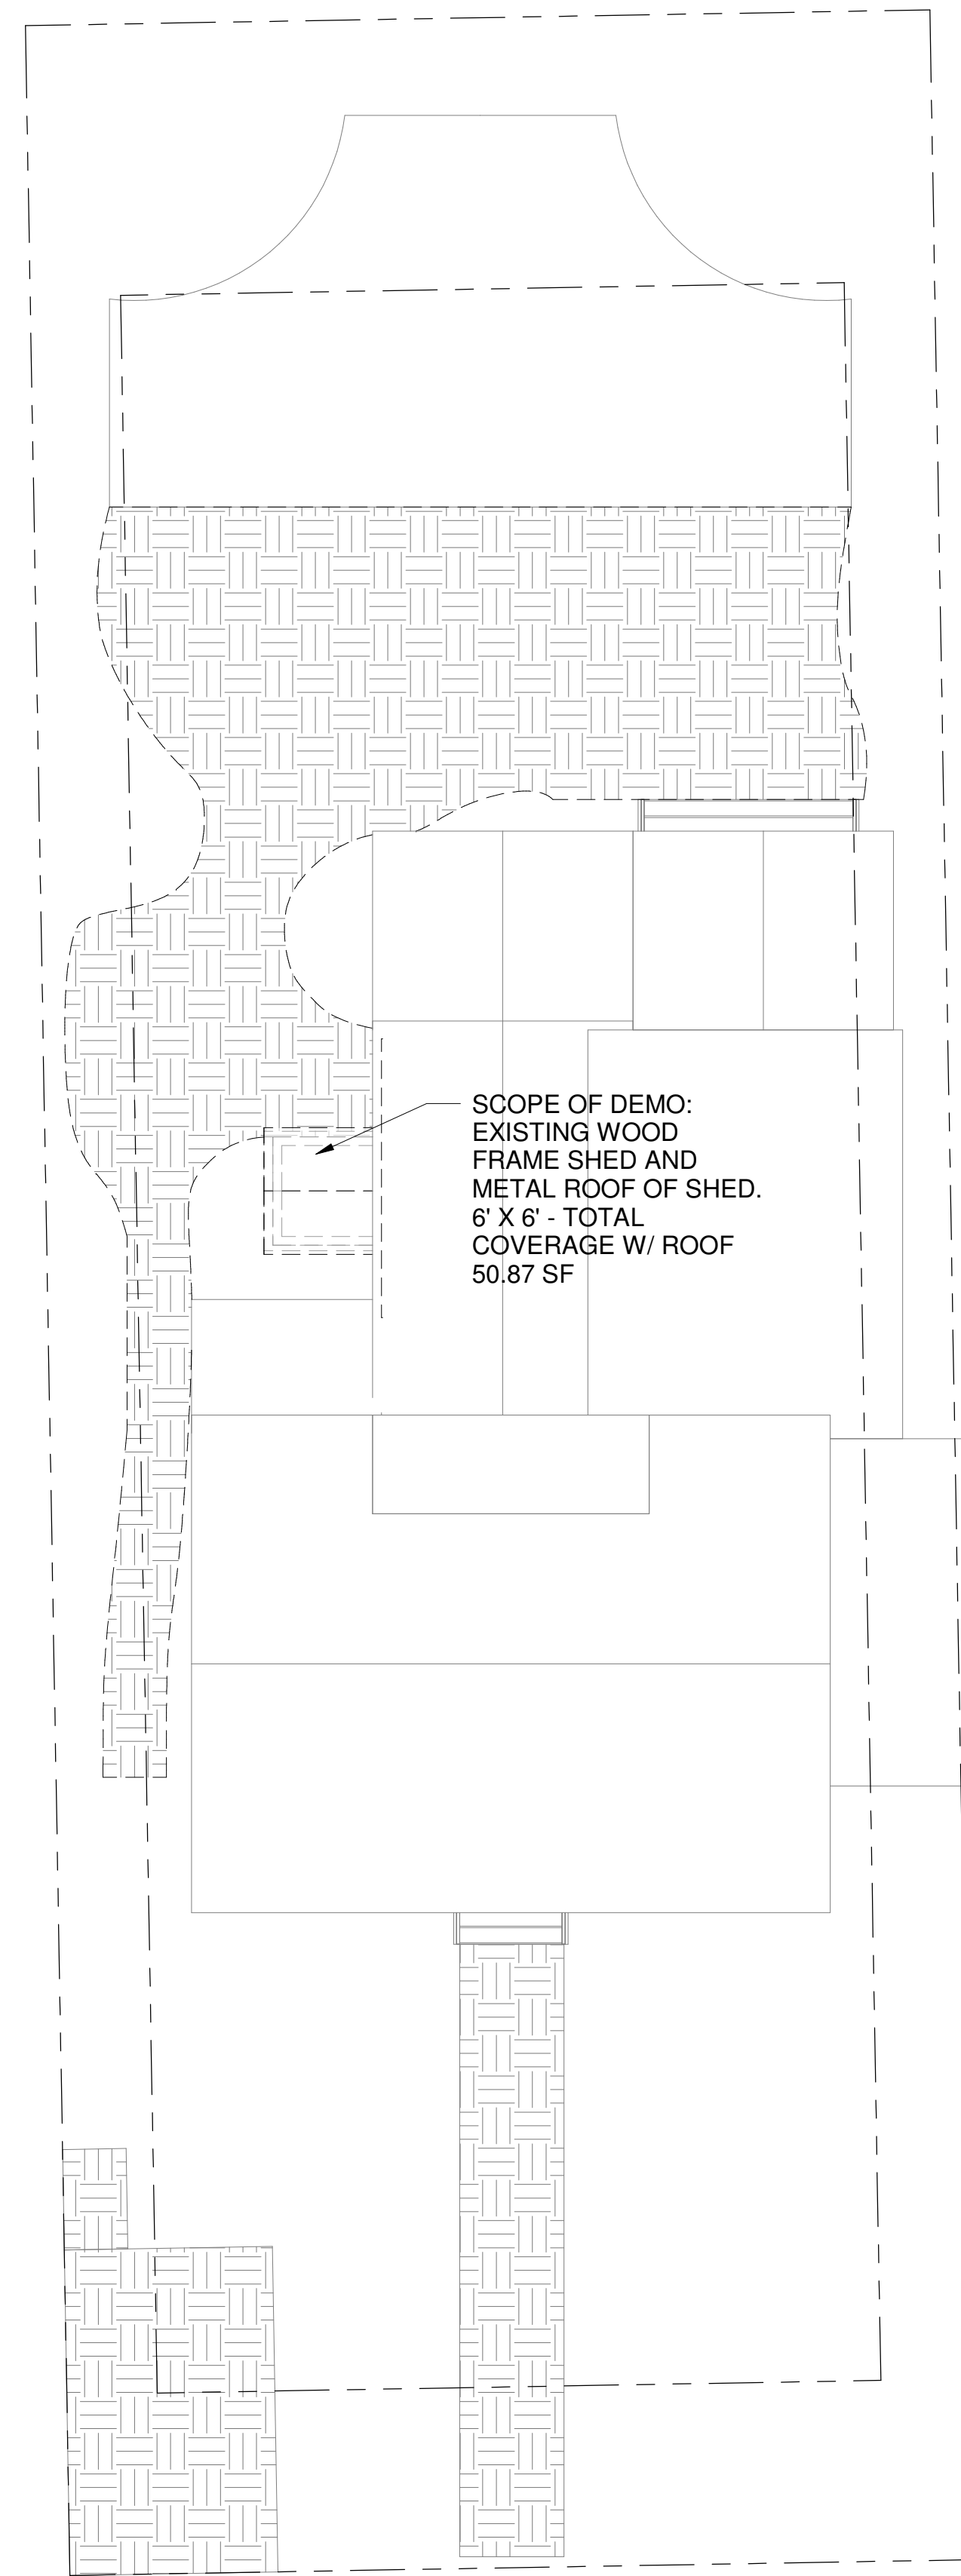 SCOPE OF DEMO:
EXISTING WOOD
FRAME SHED AND
METAL ROOF OF SHED.
6' X 6' - TOTAL
COVERAGE W/ ROOF
50.87 SF